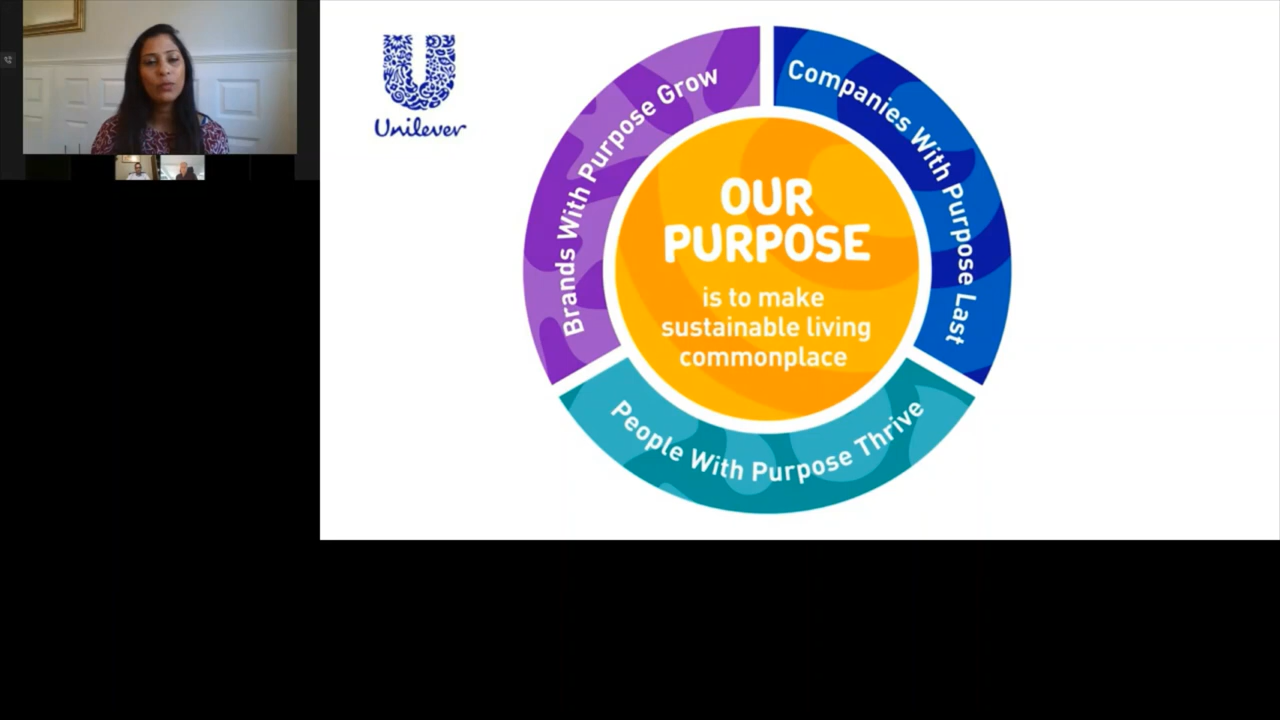 Unilever
Brands With Purpose Grow
Companies With Purpose Last
OUR
PURPOSE
is to make
sustainable living
commonplace
People With Purpose Thrive